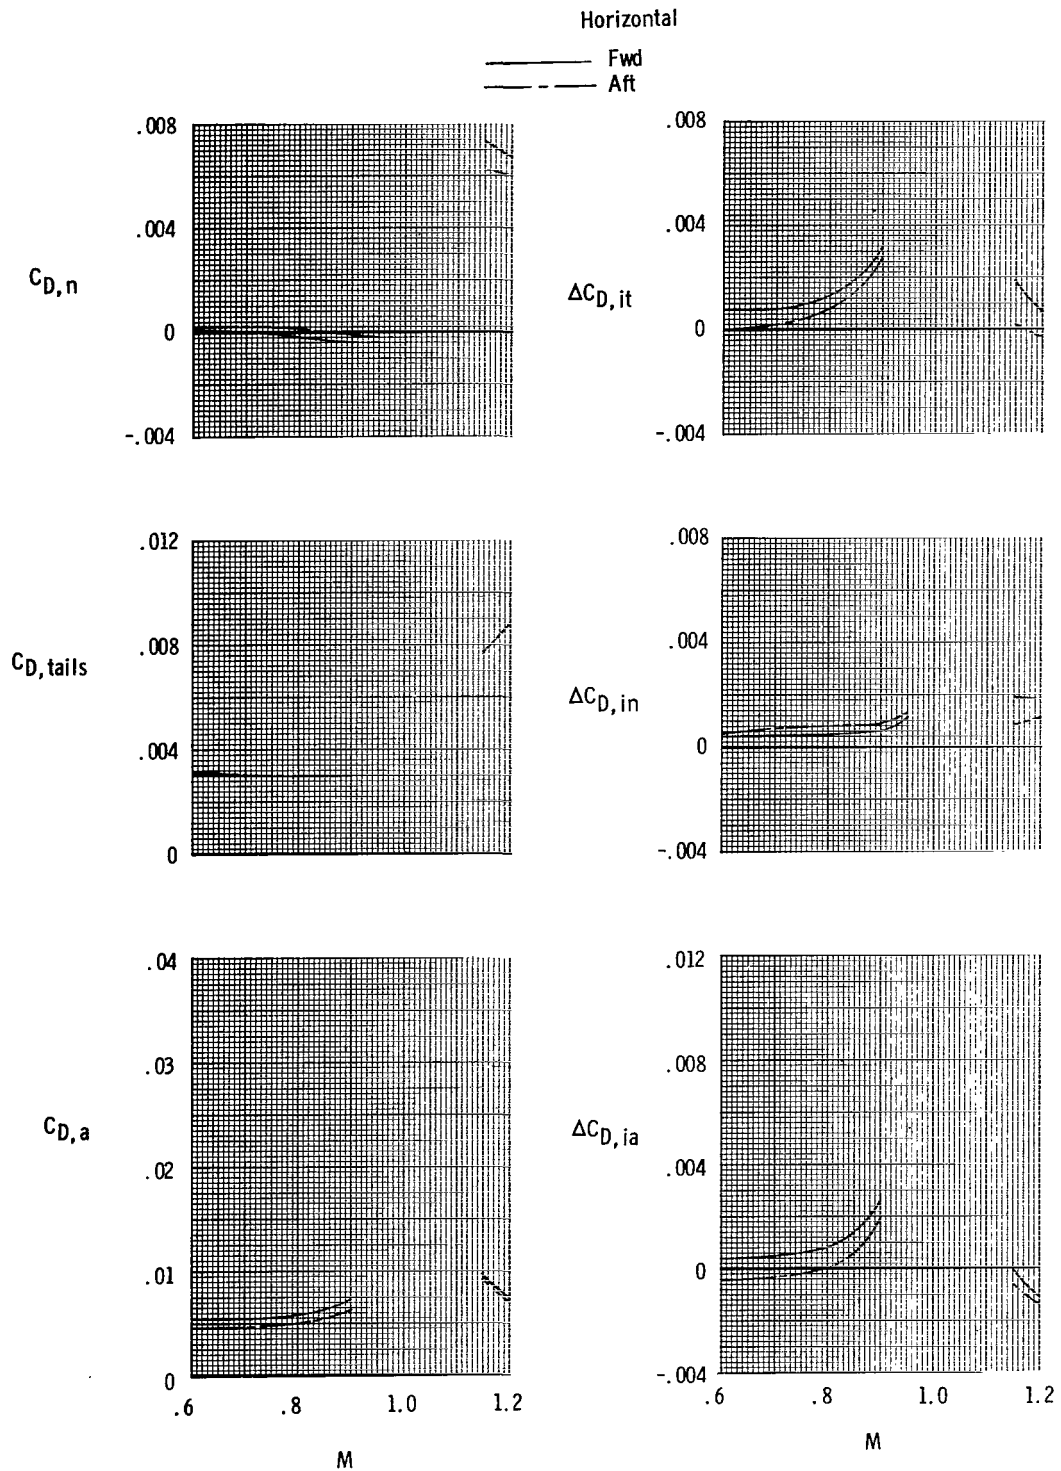 Horizontal
Fwd
Aft
.008
.004
0
-.004
C_D,n
.008
.004
0
-.004
ΔC_D,it
.012
.008
.004
0
C_D,tails
.008
.004
0
-.004
ΔC_D,in
.04
.03
.02
.01
0
C_D,a
.6 .8 1.0 1.2
M
.012
.008
.004
0
-.004
ΔC_D,ia
.6 .8 1.0 1.2
M